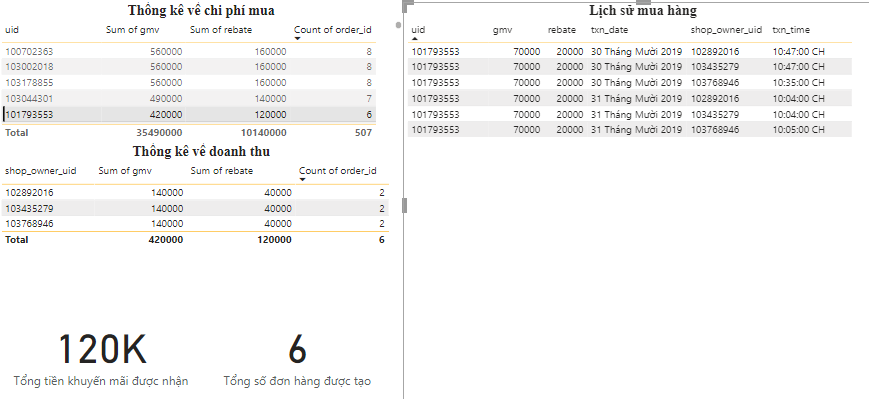 Thống kê về chi phí mua
uid Sum of gmv Sum of rebate Count of order_id
100702363 560000 160000 8
103002018 560000 160000 8
103178855 560000 160000 8
103044301 490000 140000 7
101793553 420000 120000 6
Total 35490000 10140000 507
Thống kê về doanh thu
shop_owner_uid Sum of gmv Sum of rebate Count of order_id
102892016 140000 40000 2
103435279 140000 40000 2
103768946 140000 40000 2
Total 420000 120000 6
120K
Tổng tiền khuyến mãi được nhận
6
Tổng số đơn hàng được tạo
Lịch sử mua hàng
uid gmv rebate txn_date shop_owner_uid txn_time
101793553 70000 20000 30 Tháng Mười 2019 102892016 10:47:00 CH
101793553 70000 20000 30 Tháng Mười 2019 103435279 10:47:00 CH
101793553 70000 20000 30 Tháng Mười 2019 103768946 10:35:00 CH
101793553 70000 20000 31 Tháng Mười 2019 102892016 10:04:00 CH
101793553 70000 20000 31 Tháng Mười 2019 103435279 10:04:00 CH
101793553 70000 20000 31 Tháng Mười 2019 103768946 10:05:00 CH